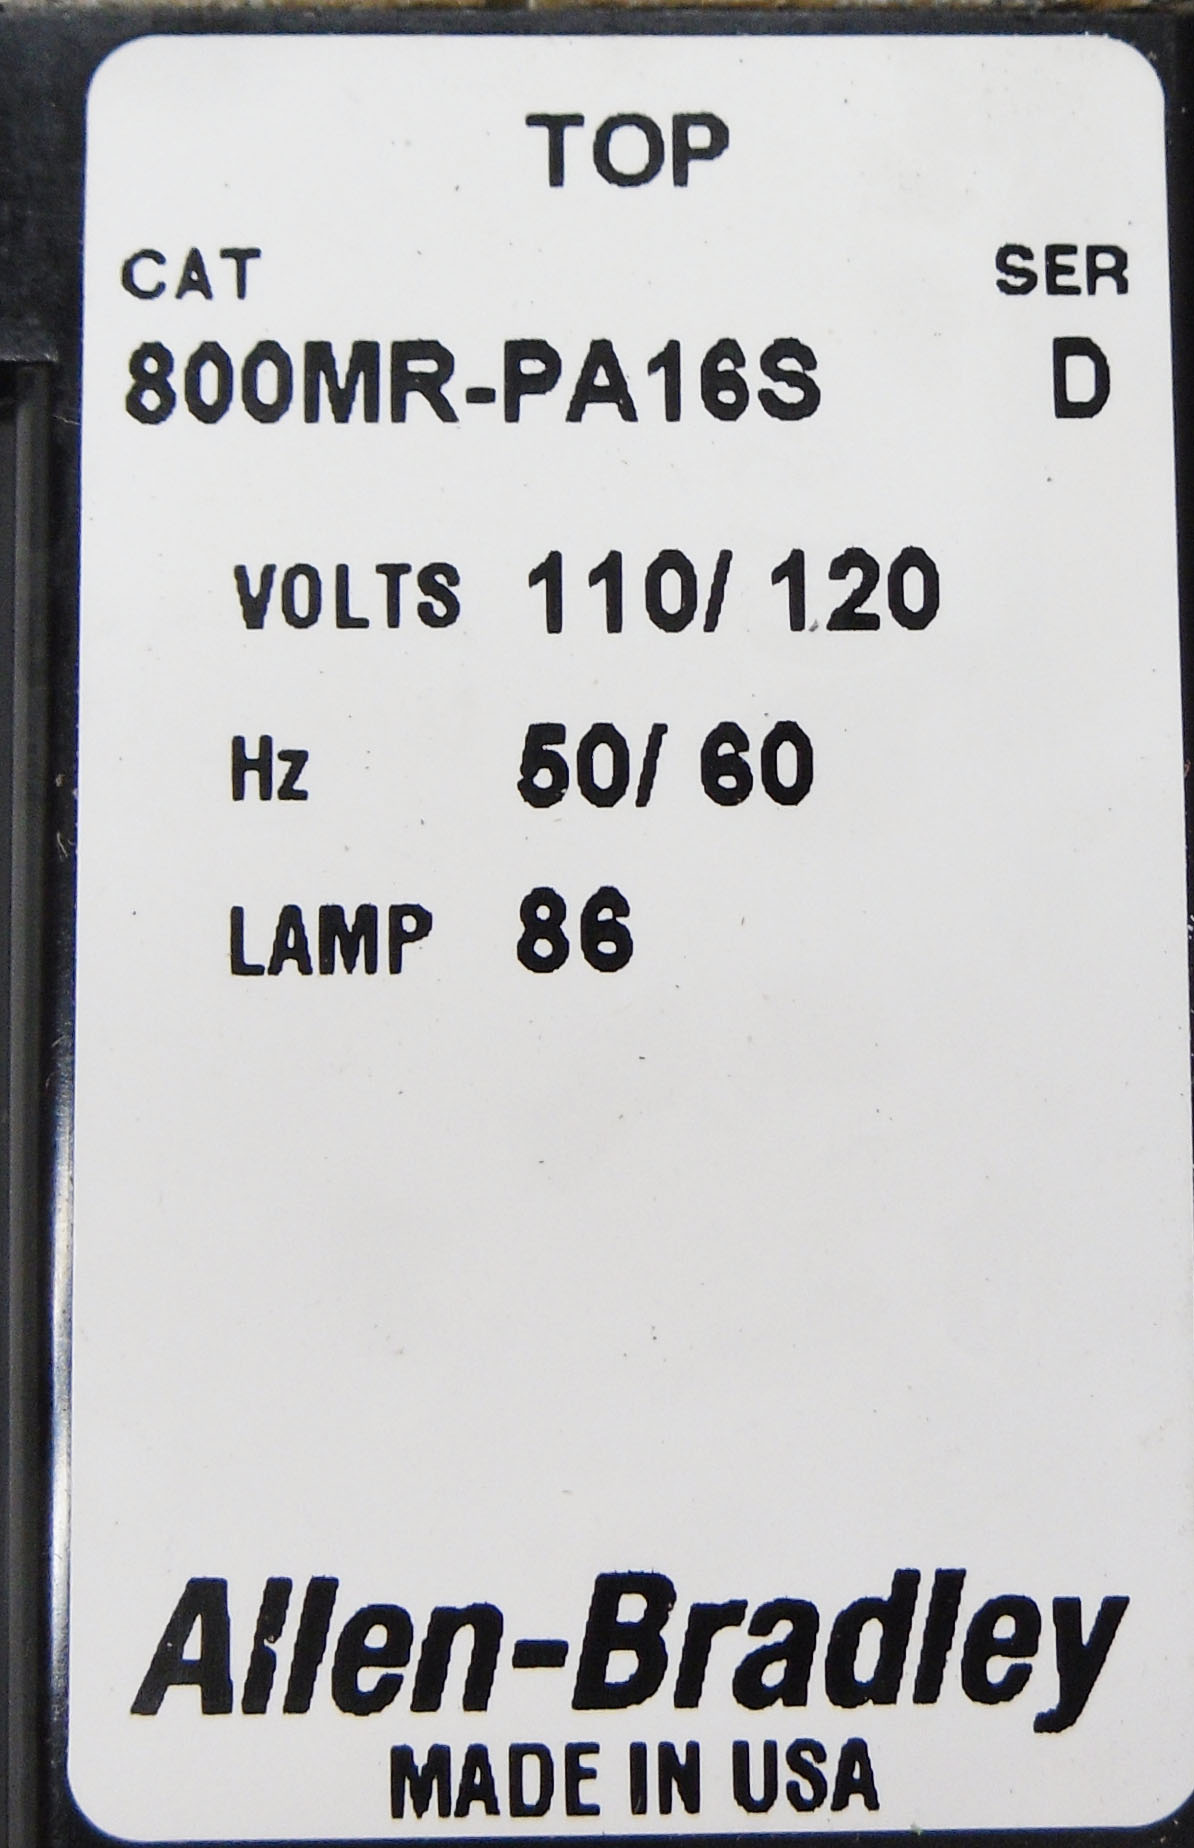 TOP
CAT SER
800MR-PA16S D
VOLTS 110/ 120
Hz 50/ 60
LAMP 86
Allen-Bradley
MADE IN USA